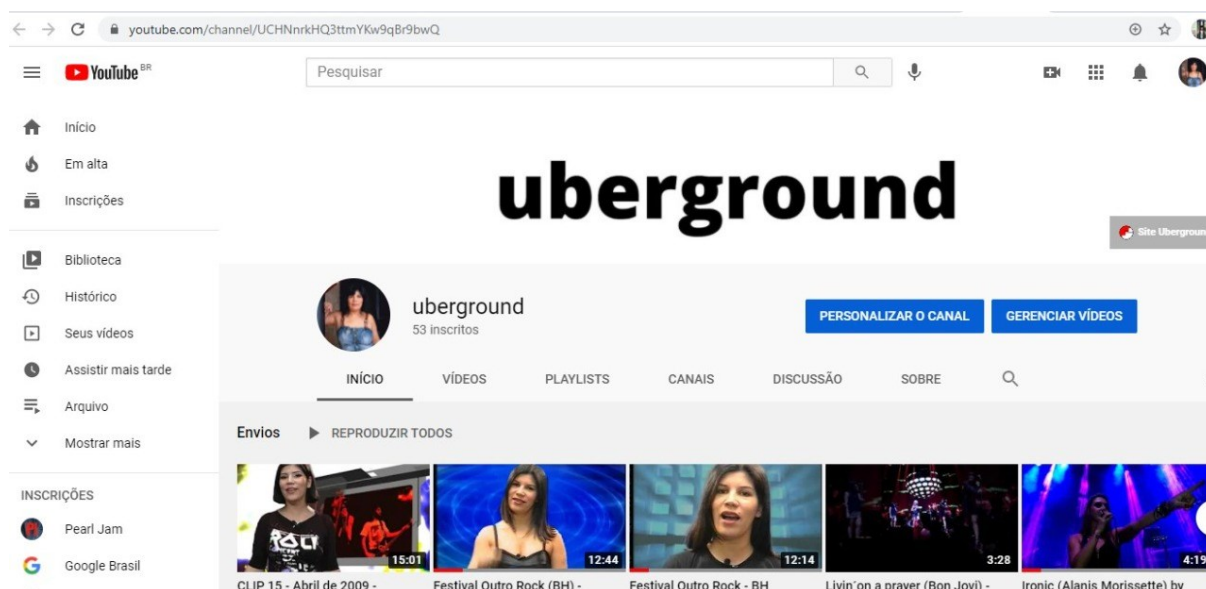 youtube.com/channel/UCHNnrkHQ3ttmYKw9qBr9bwQ
YouTube BR
Pesquisar
Início
Em alta
Inscrições
uberground
Site Ubergroun
Biblioteca
Histórico
Seus vídeos
Assistir mais tarde
Arquivo
Mostrar mais
uberground
53 inscritos
PERSONALIZAR O CANAL
GERENCIAR VÍDEOS
INÍCIO VÍDEOS PLAYLISTS CANAIS DISCUSSÃO SOBRE
Envios REPRODUZIR TODOS
INSCRIÇÕES
Pearl Jam
Google Brasil
15:01
12:44
12:14
3:28
4:19
CLIP 15 - Abril de 2009 -
Festival Outro Rock (BH) -
Festival Outro Rock - BH
Livin´on a prayer (Bon Jovi) -
Ironic (Alanis Morissette) by